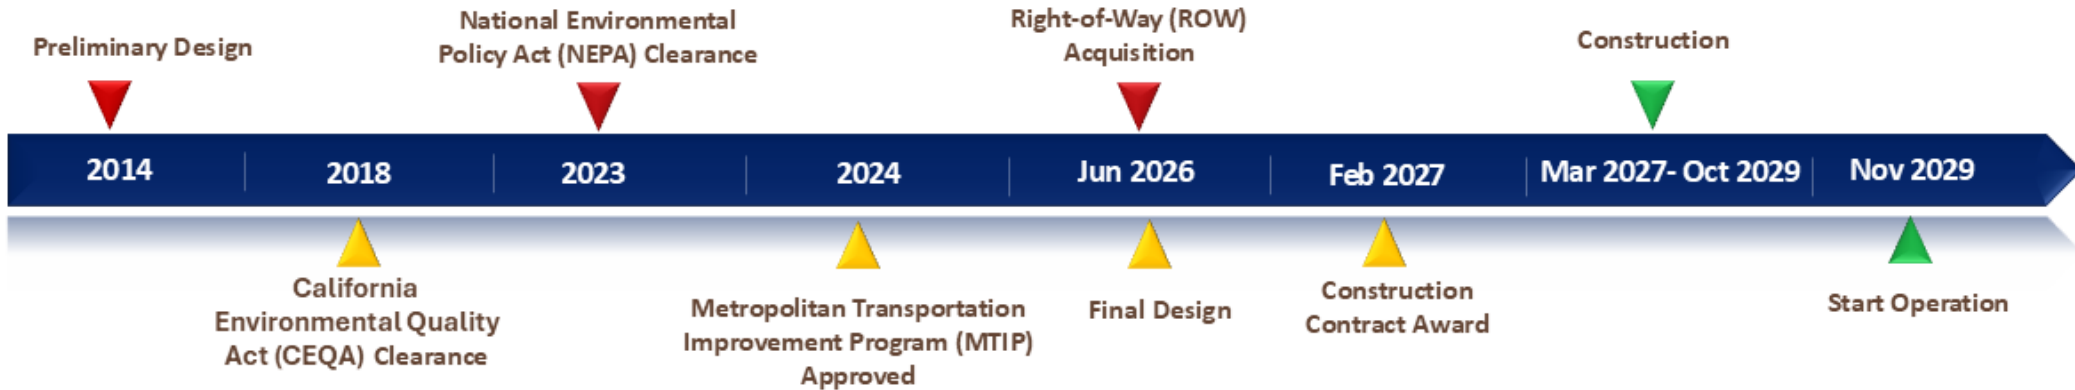 Preliminary Design
National Environmental
Policy Act (NEPA) Clearance
Right-of-Way (ROW)
Acquisition
Construction
2014
2018
2023
2024
Jun 2026
Feb 2027
Mar 2027- Oct 2029
Nov 2029
California
Environmental Quality
Act (CEQA) Clearance
Metropolitan Transportation
Improvement Program (MTIP)
Approved
Final Design
Construction
Contract Award
Start Operation